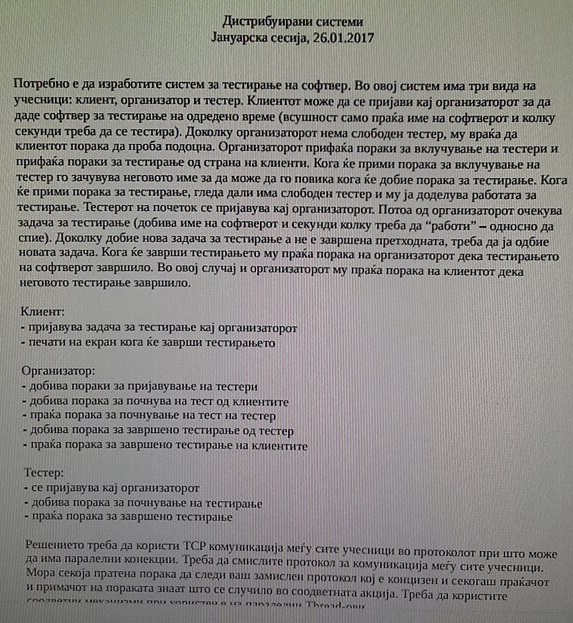 Дистрибуирани системи
Јануарска сесија, 26.01.2017
Потребно е да изработите систем за тестирање на софтвер. Во овој систем има три вида на
учесници: клиент, организатор и тестер. Клиентот може да се пријави кај организаторот за да
даде софтвер за тестирање на одредено време (всушност само праќа име на софтверот и колку
секунди треба да се тестира). Доколку организаторот нема слободен тестер, му враќа да
клиентот порака да проба подоцна. Организаторот прифаќа пораки за вклучување на тестери и
прифаќа пораки за тестирање од страна на клиенти. Кога ќе прими порака за вклучување на
тестер го зачувува неговото име за да може да го повика кога ќе добие порака за тестирање. Кога
ќе прими порака за тестирање, гледа дали има слободен тестер и му ја доделува работата за
тестирање. Тестерот на почеток се пријавува кај организаторот. Потоа од организаторот очекува
задача за тестирање (добива име на софтверот и секунди колку треба да “работи” – односно да
спие). Доколку добие нова задача за тестирање а не е завршена претходната, треба да ја одбие
новата задача. Кога ќе заврши тестирањето му праќа порака на организаторот дека тестирањето
на софтверот завршило. Во овој случај и организаторот му праќа порака на клиентот дека
неговото тестирање завршило.
Клиент:
- пријавува задача за тестирање кај организаторот
- печати на екран кога ќе заврши тестирањето
Организатор:
- добива пораки за пријавување на тестери
- добива порака за почнува на тест од клиентите
- праќа порака за почнување на тест на тестер
- добива порака за завршено тестирање од тестер
- праќа порака за завршено тестирање на клиентите
Тестер:
- се пријавува кај организаторот
- добива порака за почнување на тестирање
- праќа порака за завршено тестирање
Решението треба да користи TCP комуникација меѓу сите учесници во протоколот при што може
да има паралелни конекции. Треба да смислите протокол за комуникација меѓу сите учесници.
Мора секоја пратена порака да следи ваш замислен протокол кој е концизен и секогаш праќачот
и примачот на пораката знаат што се случило во соодветната акција. Треба да користите
соодветни механизми при користење на паралелни Thread-ови